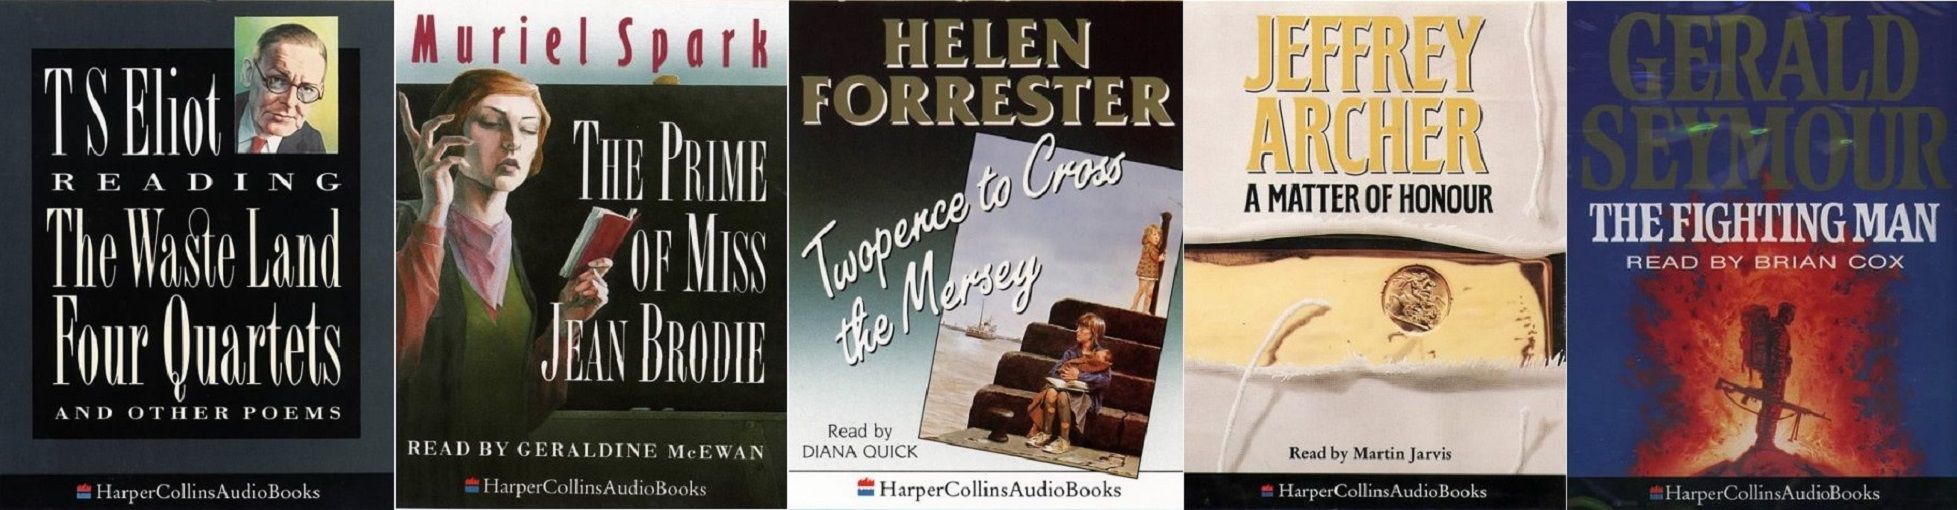 T S Eliot
READING
The Waste Land
Four Quartets
AND OTHER POEMS
HarperCollinsAudioBooks
Muriel Spark
THE PRIME
OF MISS
JEAN BRODIE
READ BY GERALDINE McEWAN
HarperCollinsAudioBooks
HELEN
FORRESTER
Twopence to Cross
the Mersey
Read by
DIANA QUICK
HarperCollinsAudioBooks
JEFFREY
ARCHER
A MATTER OF HONOUR
Read by Martin Jarvis
HarperCollinsAudioBooks
GERALD
SEYMOUR
THE FIGHTING MAN
READ BY BRIAN COX
HarperCollinsAudioBooks